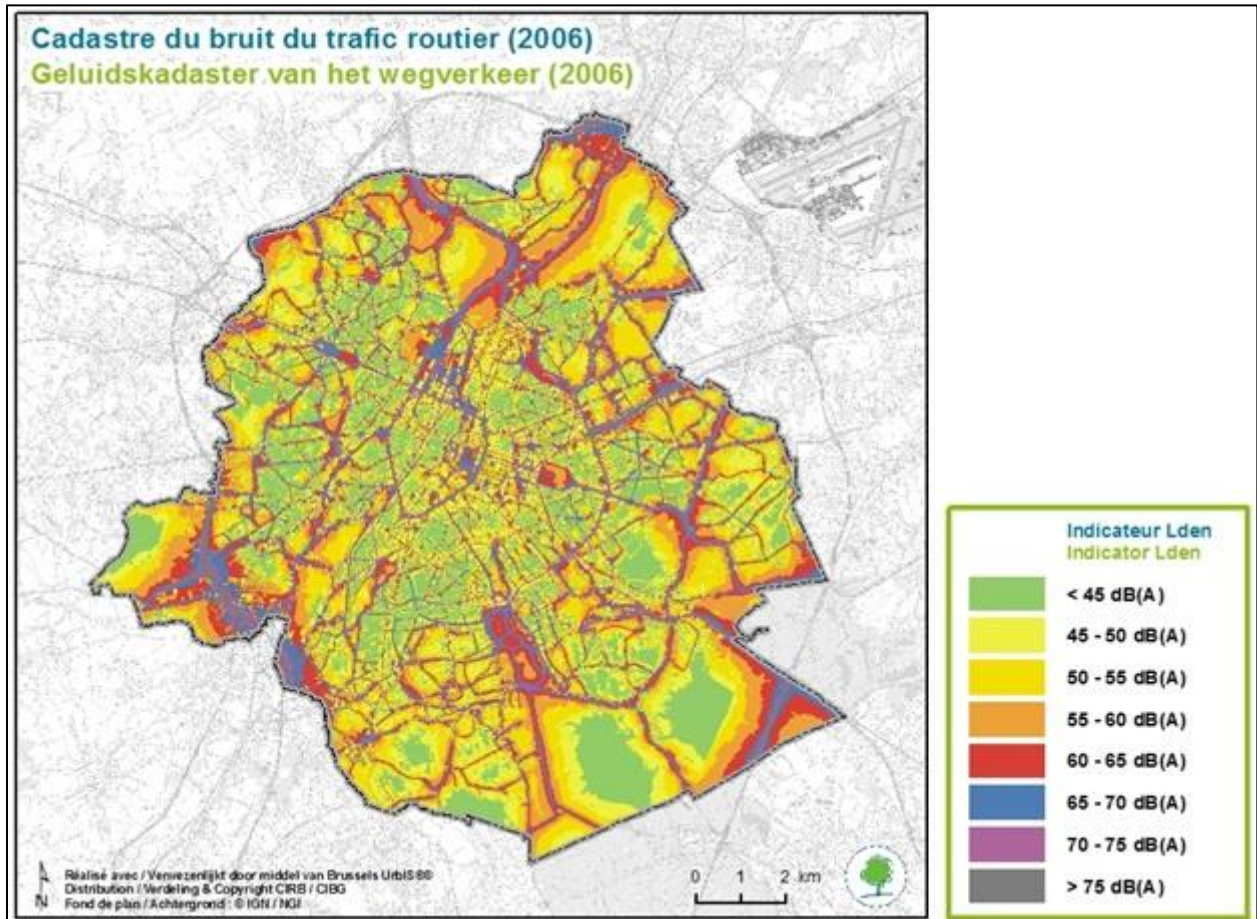 Cadastre du bruit du trafic routier (2006)
Geluidskadaster van het wegverkeer (2006)
Indicateur Lden
Indicator Lden
< 45 dB(A)
45 - 50 dB(A)
50 - 55 dB(A)
55 - 60 dB(A)
60 - 65 dB(A)
65 - 70 dB(A)
70 - 75 dB(A)
> 75 dB(A)
N
Réalisé avec / Verwezenlijkt door middel van Brussels UrbIS
Distribution / Verdeling & Copyright CIRB / CIBG
Fond de plan / Achtergrond : © IGN / NGI
0 1 2 km